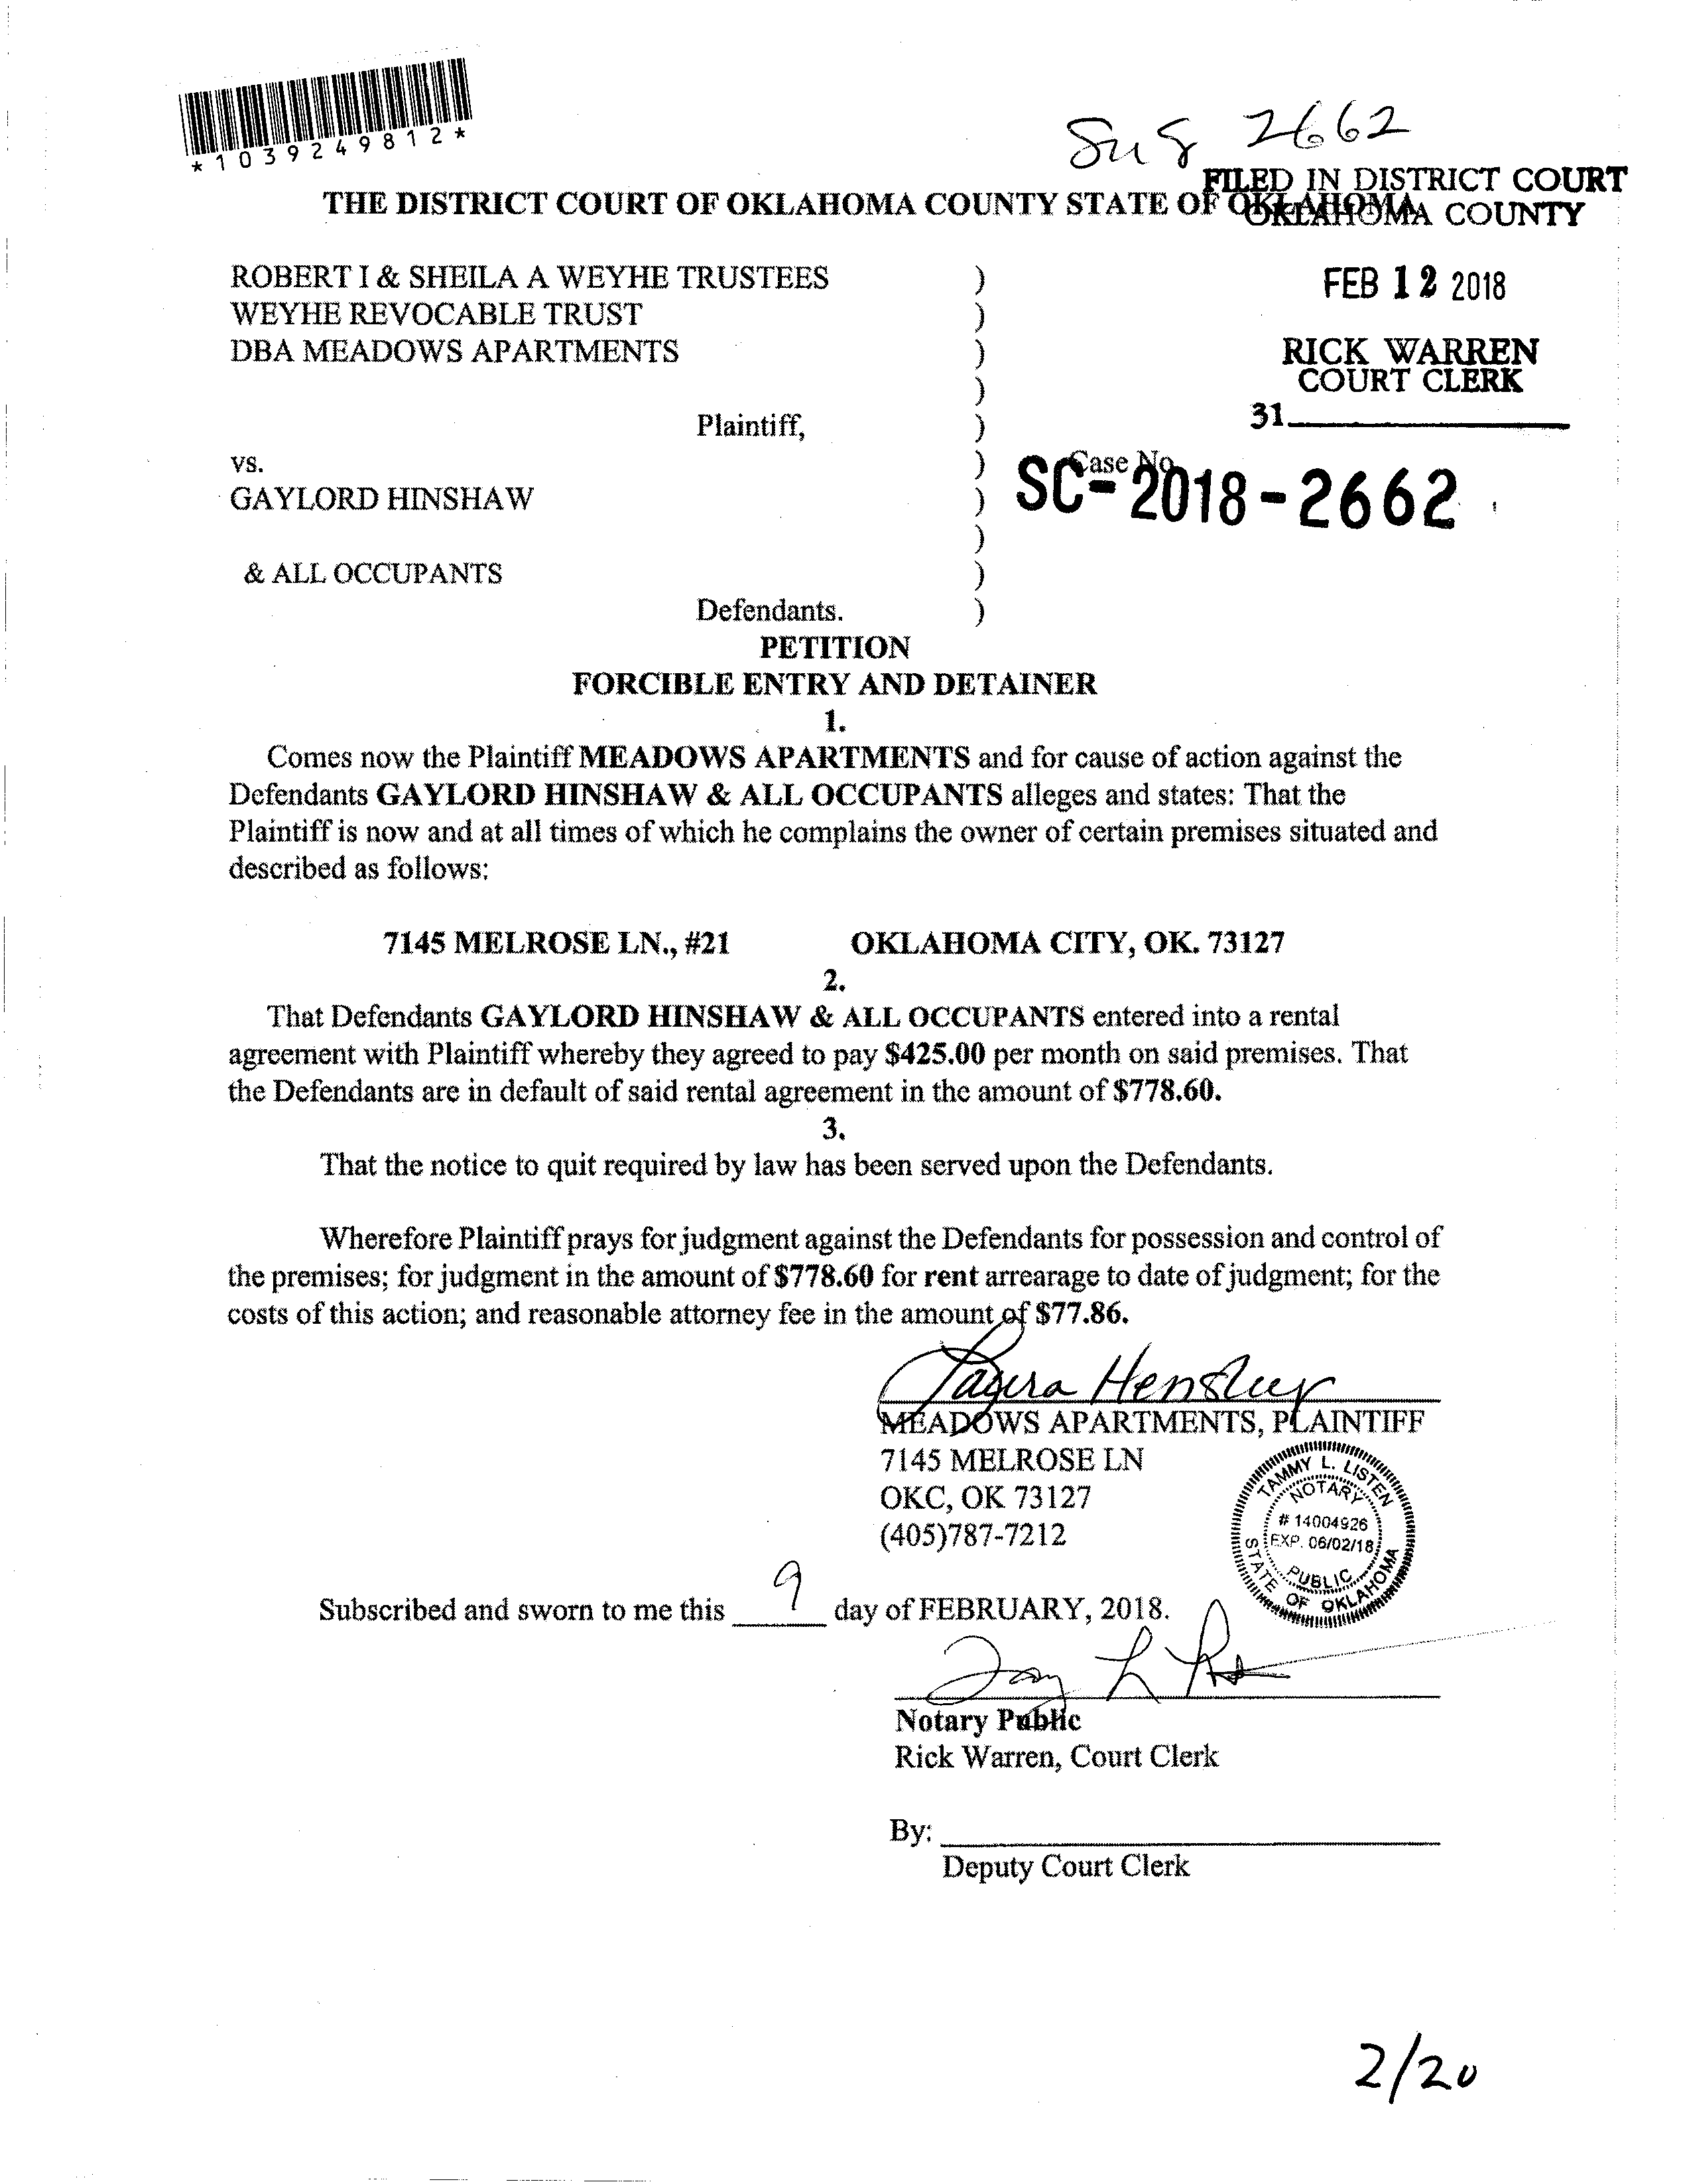 *1039249812*
2662
FILED IN DISTRICT COURT
OKLAHOMA COUNTY
THE DISTRICT COURT OF OKLAHOMA COUNTY STATE OF OKLAHOMA
ROBERT I & SHEILA A WEYHE TRUSTEES )
WEYHE REVOCABLE TRUST )
DBA MEADOWS APARTMENTS )
)
Plaintiff, )
vs. )
GAYLORD HINSHAW )
)
& ALL OCCUPANTS )
Defendants. )
FEB 12 2018
RICK WARREN
COURT CLERK
31
Case No.
SC-2018-2662
PETITION
FORCIBLE ENTRY AND DETAINER
1.
Comes now the Plaintiff MEADOWS APARTMENTS and for cause of action against the
Defendants GAYLORD HINSHAW & ALL OCCUPANTS alleges and states: That the
Plaintiff is now and at all times of which he complains the owner of certain premises situated and
described as follows:
7145 MELROSE LN., #21 OKLAHOMA CITY, OK. 73127
2.
That Defendants GAYLORD HINSHAW & ALL OCCUPANTS entered into a rental
agreement with Plaintiff whereby they agreed to pay $425.00 per month on said premises. That
the Defendants are in default of said rental agreement in the amount of $778.60.
3.
That the notice to quit required by law has been served upon the Defendants.
Wherefore Plaintiff prays for judgment against the Defendants for possession and control of
the premises; for judgment in the amount of $778.60 for rent arrearage to date of judgment; for the
costs of this action; and reasonable attorney fee in the amount of $77.86.
MEADOWS APARTMENTS, PLAINTIFF
7145 MELROSE LN
OKC, OK 73127
(405)787-7212
TAMMY L. LISTEN
NOTARY
# 14004926
EXP. 06/02/18
PUBLIC
STATE OF OKLAHOMA
Subscribed and sworn to me this 9 day of FEBRUARY, 2018.
Notary Public
Rick Warren, Court Clerk
By:
Deputy Court Clerk
2/20